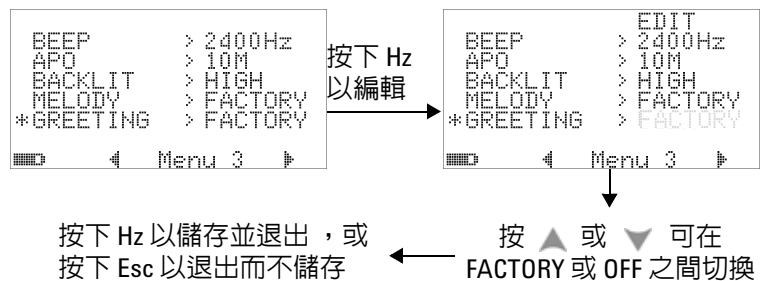 BEEP > 2400Hz
APO > 10M
BACKLIT > HIGH
MELODY > FACTORY
*GREETING > FACTORY
Menu 3
按下 Hz
以編輯
EDIT
BEEP > 2400Hz
APO > 10M
BACKLIT > HIGH
MELODY > FACTORY
*GREETING > FACTORY
Menu 3
按 ▲ 或 ▼ 可在
FACTORY 或 OFF 之間切換
按下 Hz 以儲存並退出，或
按下 Esc 以退出而不儲存